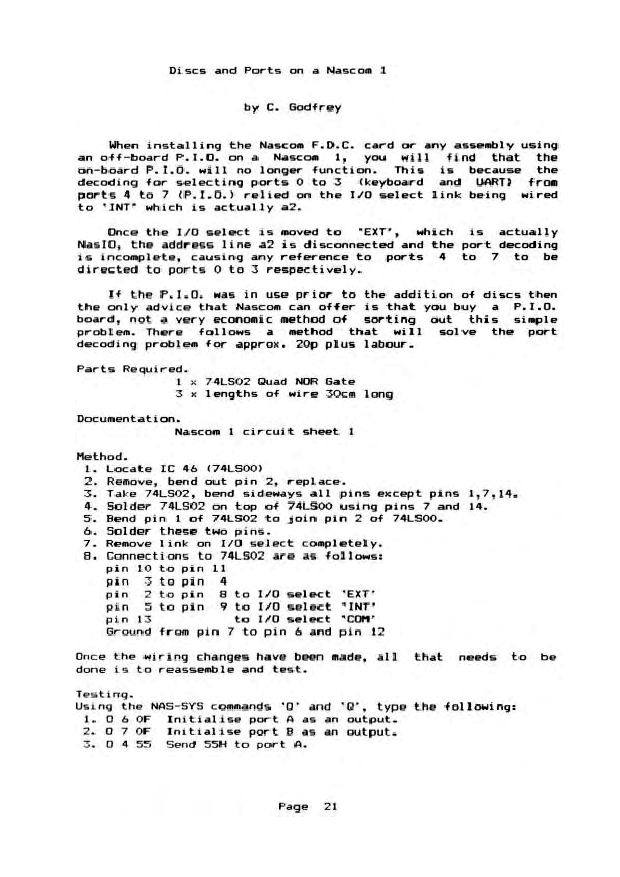 Discs and Ports on a Nascom 1
by C. Godfrey
When installing the Nascom F.D.C. card or any assembly using
an off-board P.I.O. on a Nascom 1, you will find that the
on-board P.I.O. will no longer function. This is because the
decoding for selecting ports 0 to 3 (keyboard and UART) from
ports 4 to 7 (P.I.O.) relied on the I/O select link being wired
to 'INT' which is actually a2.
Once the I/O select is moved to 'EXT', which is actually
NasIO, the address line a2 is disconnected and the port decoding
is incomplete, causing any reference to ports 4 to 7 to be
directed to ports 0 to 3 respectively.
If the P.I.O. was in use prior to the addition of discs then
the only advice that Nascom can offer is that you buy a P.I.O.
board, not a very economic method of sorting out this simple
problem. There follows a method that will solve the port
decoding problem for approx. 20p plus labour.
Parts Required.
1 x 74LS02 Quad NOR Gate
3 x lengths of wire 30cm long
Documentation.
Nascom 1 circuit sheet 1
Method.
1. Locate IC 46 (74LS00)
2. Remove, bend out pin 2, replace.
3. Take 74LS02, bend sideways all pins except pins 1,7,14.
4. Solder 74LS02 on top of 74LS00 using pins 7 and 14.
5. Bend pin 1 of 74LS02 to join pin 2 of 74LS00.
6. Solder these two pins.
7. Remove link on I/O select completely.
8. Connections to 74LS02 are as follows:
pin 10 to pin 11
pin 3 to pin 4
pin 2 to pin 8 to I/O select 'EXT'
pin 5 to pin 9 to I/O select 'INT'
pin 13 to I/O select 'COM'
Ground from pin 7 to pin 6 and pin 12
Once the wiring changes have been made, all that needs to be
done is to reassemble and test.
Testing.
Using the NAS-SYS commands 'O' and 'Q', type the following:
1. O 6 0F Initialise port A as an output.
2. O 7 0F Initialise port B as an output.
3. O 4 55 Send 55H to port A.
Page 21